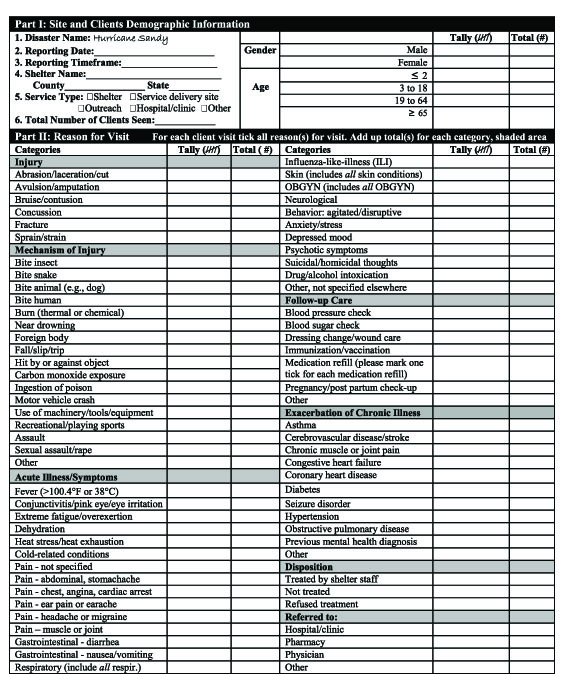 Part I: Site and Clients Demographic Information
1. Disaster Name: Hurricane Sandy
Tally (IHI) Total (#)
2. Reporting Date:
Gender Male
3. Reporting Timeframe:
Female
4. Shelter Name:
Age ≤ 2
County State
3 to 18
5. Service Type: □Shelter □Service delivery site
19 to 64
□Outreach □Hospital/clinic □Other
≥ 65
6. Total Number of Clients Seen:
Part II: Reason for Visit For each client visit tick all reason(s) for visit. Add up total(s) for each category, shaded area
Categories Tally (IHI) Total ( #) Categories Tally (IHI) Total (#)
Injury Influenza-like-illness (ILI)
Abrasion/laceration/cut Skin (includes all skin conditions)
Avulsion/amputation OBGYN (includes all OBGYN)
Bruise/contusion Neurological
Concussion Behavior: agitated/disruptive
Fracture Anxiety/stress
Sprain/strain Depressed mood
Mechanism of Injury Psychotic symptoms
Bite insect Suicidal/homicidal thoughts
Bite snake Drug/alcohol intoxication
Bite animal (e.g., dog) Other, not specified elsewhere
Bite human Follow-up Care
Burn (thermal or chemical) Blood pressure check
Near drowning Blood sugar check
Foreign body Dressing change/wound care
Fall/slip/trip Immunization/vaccination
Hit by or against object Medication refill (please mark one
Carbon monoxide exposure tick for each medication refill)
Ingestion of poison Pregnancy/post partum check-up
Motor vehicle crash Other
Use of machinery/tools/equipment Exacerbation of Chronic Illness
Recreational/playing sports Asthma
Assault Cerebrovascular disease/stroke
Sexual assault/rape Chronic muscle or joint pain
Other Congestive heart failure
Acute Illness/Symptoms Coronary heart disease
Fever (>100.4°F or 38°C) Diabetes
Conjunctivitis/pink eye/eye irritation Seizure disorder
Extreme fatigue/overexertion Hypertension
Dehydration Obstructive pulmonary disease
Heat stress/heat exhaustion Previous mental health diagnosis
Cold-related conditions Other
Pain - not specified Disposition
Pain - abdominal, stomachache Treated by shelter staff
Pain - chest, angina, cardiac arrest Not treated
Pain - ear pain or earache Refused treatment
Pain - headache or migraine Referred to:
Pain – muscle or joint Hospital/clinic
Gastrointestinal - diarrhea Pharmacy
Gastrointestinal - nausea/vomiting Physician
Respiratory (include all respir.) Other